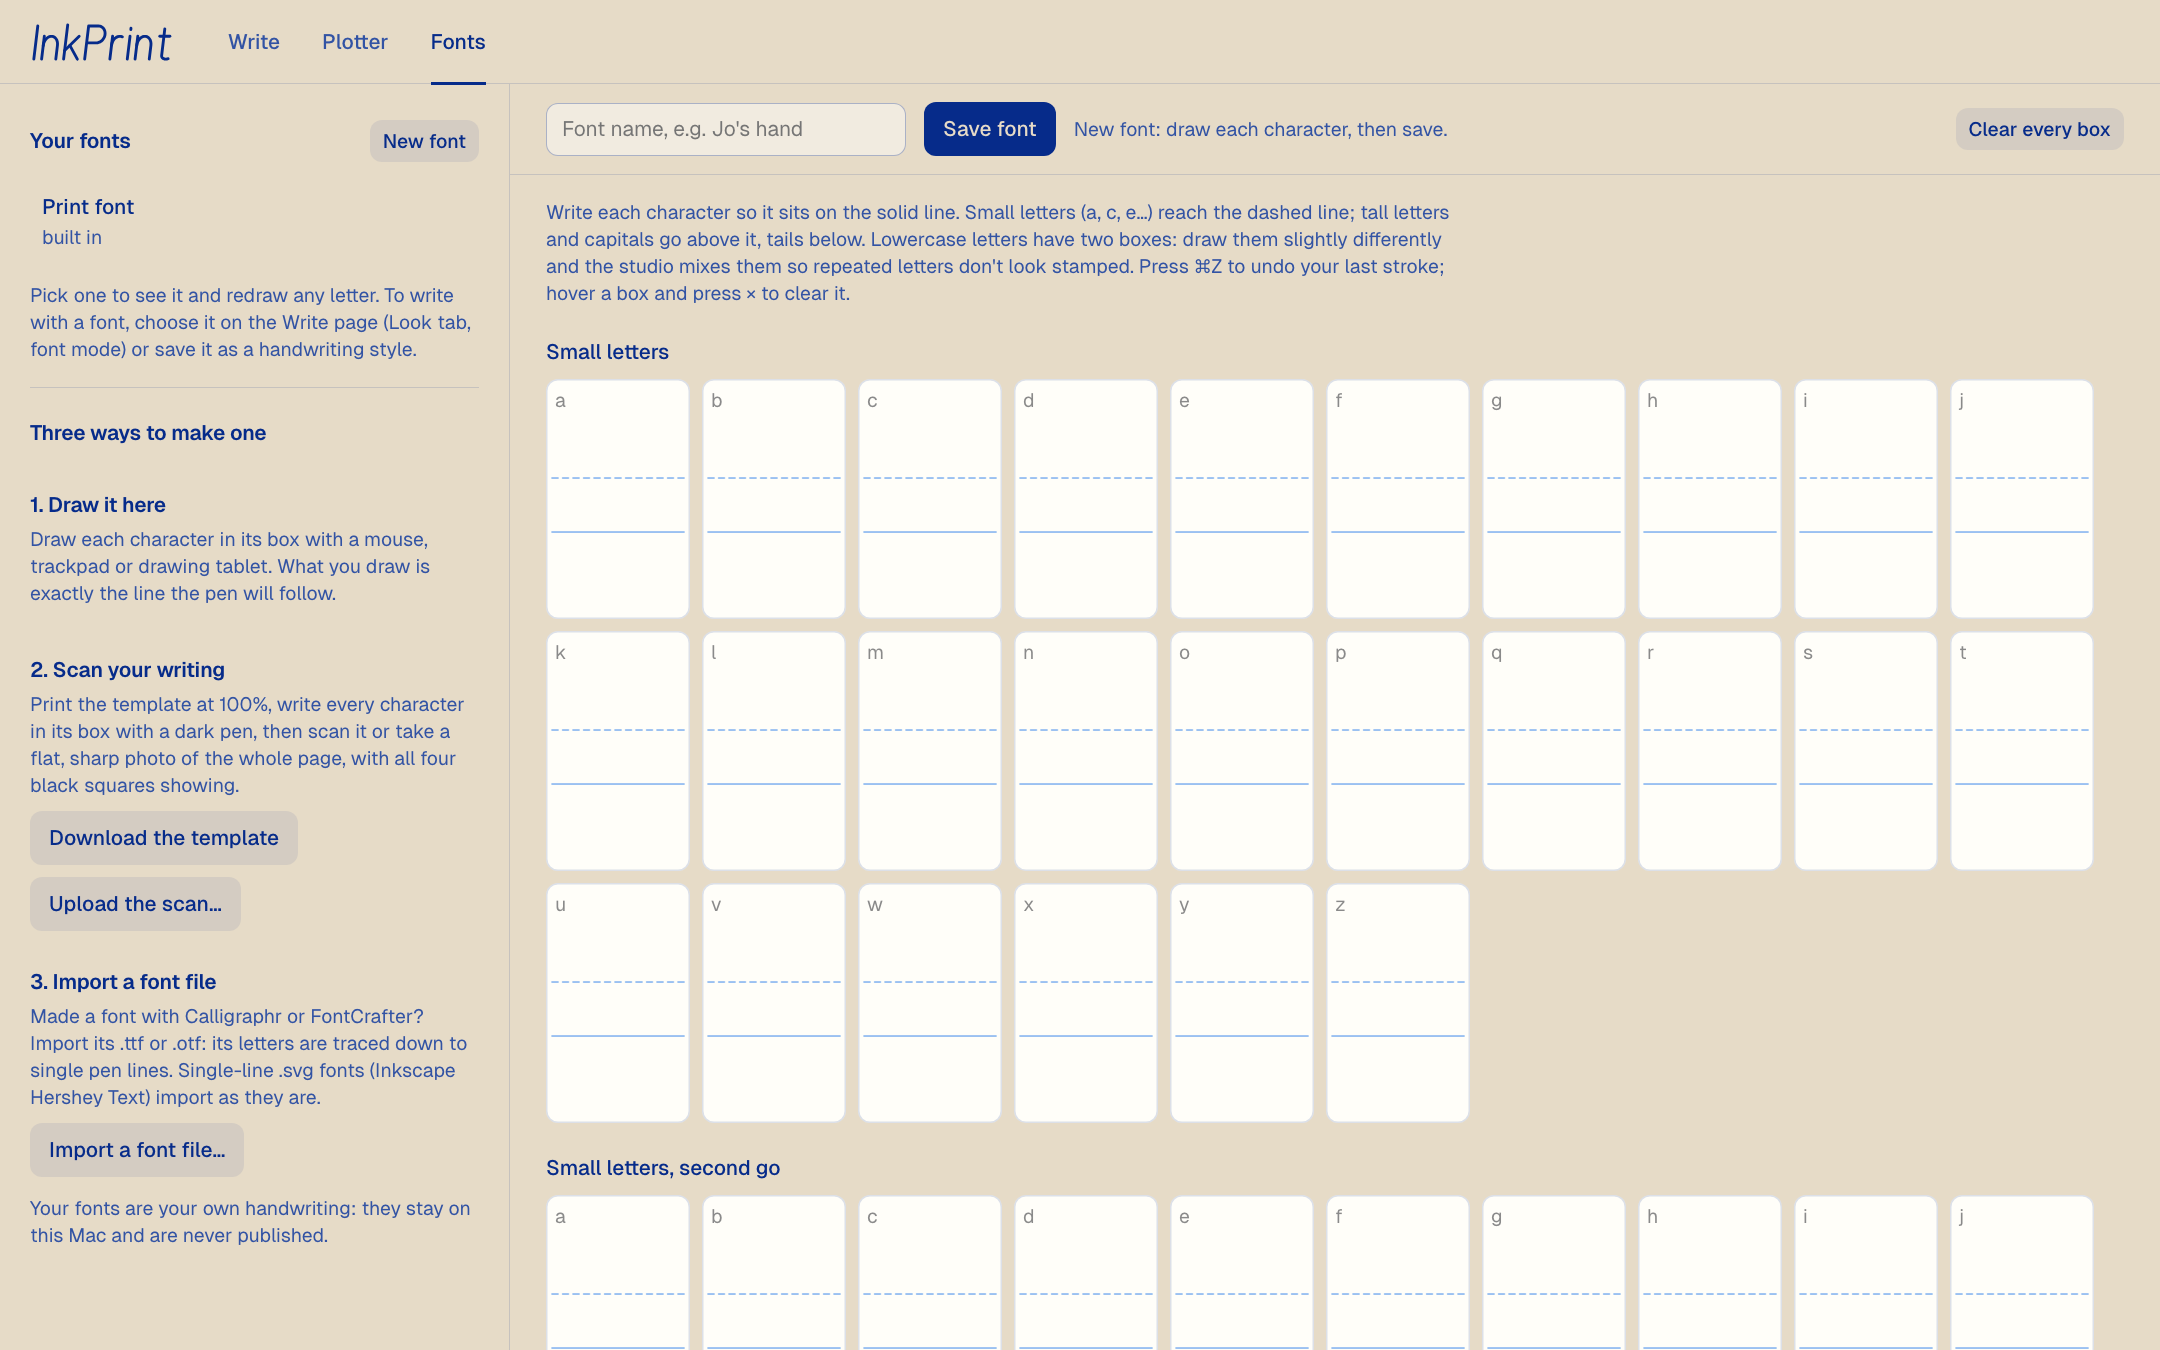 InkPrint
Write
Plotter
Fonts
Your fonts
New font
Print font
built in
Pick one to see it and redraw any letter. To write
with a font, choose it on the Write page (Look tab,
font mode) or save it as a handwriting style.
Three ways to make one
1. Draw it here
Draw each character in its box with a mouse,
trackpad or drawing tablet. What you draw is
exactly the line the pen will follow.
2. Scan your writing
Print the template at 100%, write every character
in its box with a dark pen, then scan it or take a
flat, sharp photo of the whole page, with all four
black squares showing.
Download the template
Upload the scan…
3. Import a font file
Made a font with Calligraphr or FontCrafter?
Import its .ttf or .otf: its letters are traced down to
single pen lines. Single-line .svg fonts (Inkscape
Hershey Text) import as they are.
Import a font file…
Your fonts are your own handwriting: they stay on
this Mac and are never published.
Font name, e.g. Jo's hand
Save font
New font: draw each character, then save.
Clear every box
Write each character so it sits on the solid line. Small letters (a, c, e…) reach the dashed line; tall letters
and capitals go above it, tails below. Lowercase letters have two boxes: draw them slightly differently
and the studio mixes them so repeated letters don't look stamped. Press ⌘Z to undo your last stroke;
hover a box and press × to clear it.
Small letters
a b c d e f g h i j
k l m n o p q r s t
u v w x y z
Small letters, second go
a b c d e f g h i j